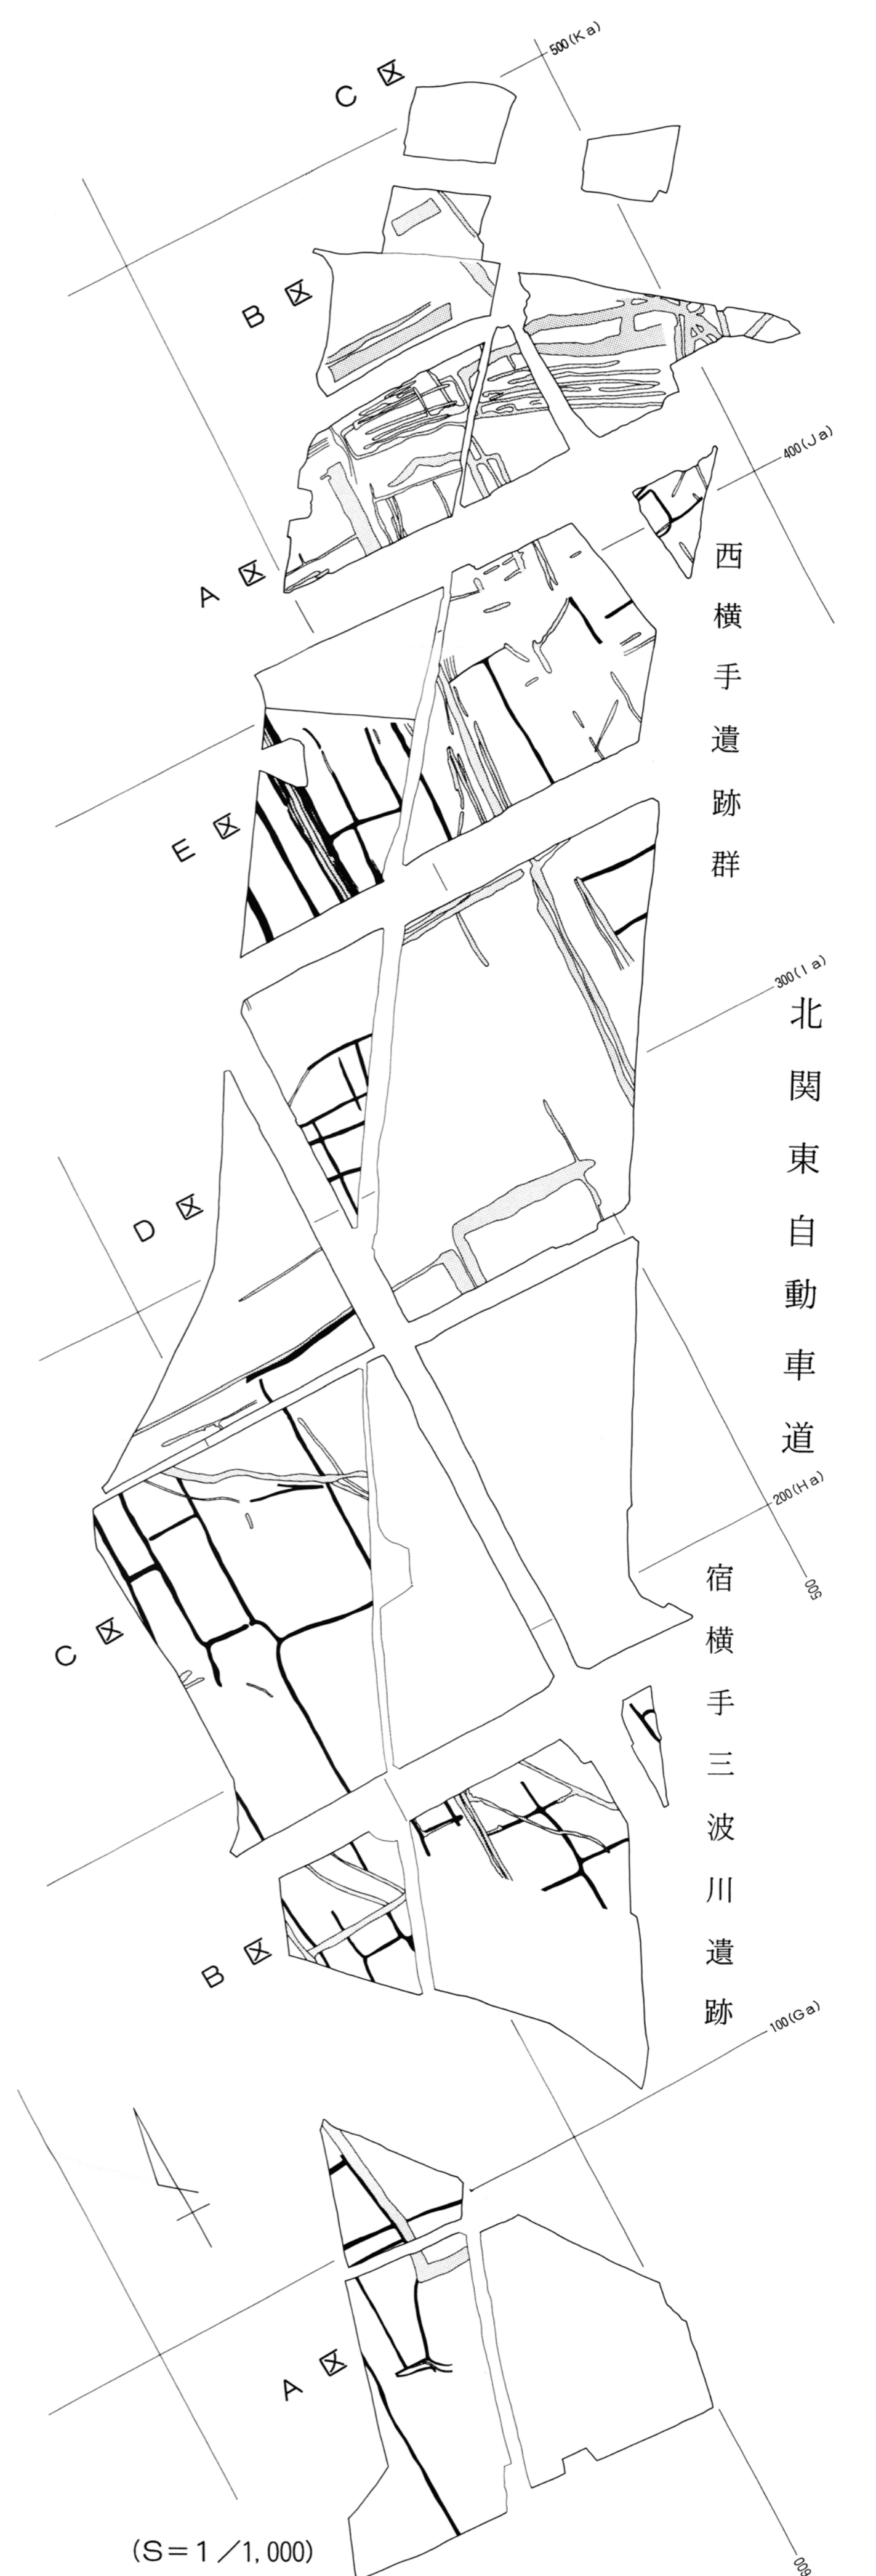 500(Ka)
C 区
B 区
400(Ja)
A 区
西横手遺跡群
E 区
300(Ia)
北関東自動車道
D 区
200(Ha)
500
宿横手三波川遺跡
C 区
B 区
100(Ga)
A 区
(S=1/1,000)
600